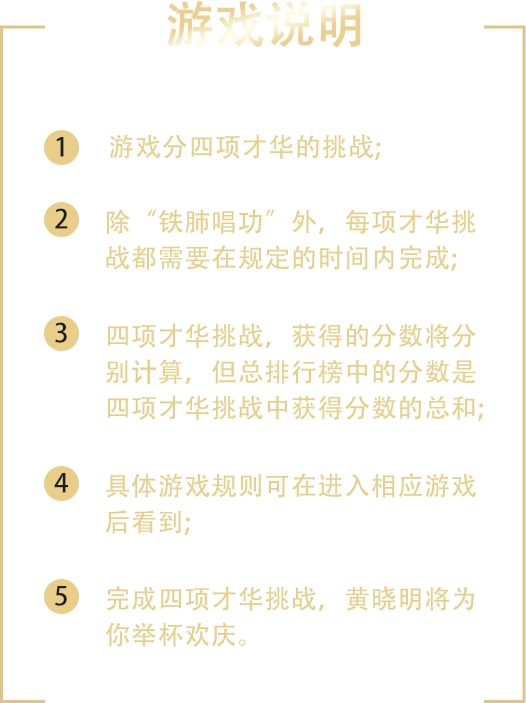 游戏说明
1 游戏分四项才华的挑战;
2 除“铁肺唱功”外，每项才华挑
战都需要在规定的时间内完成;
3 四项才华挑战，获得的分数将分
别计算，但总排行榜中的分数是
四项才华挑战中获得分数的总和;
4 具体游戏规则可在进入相应游戏
后看到;
5 完成四项才华挑战，黄晓明将为
你举杯欢庆。